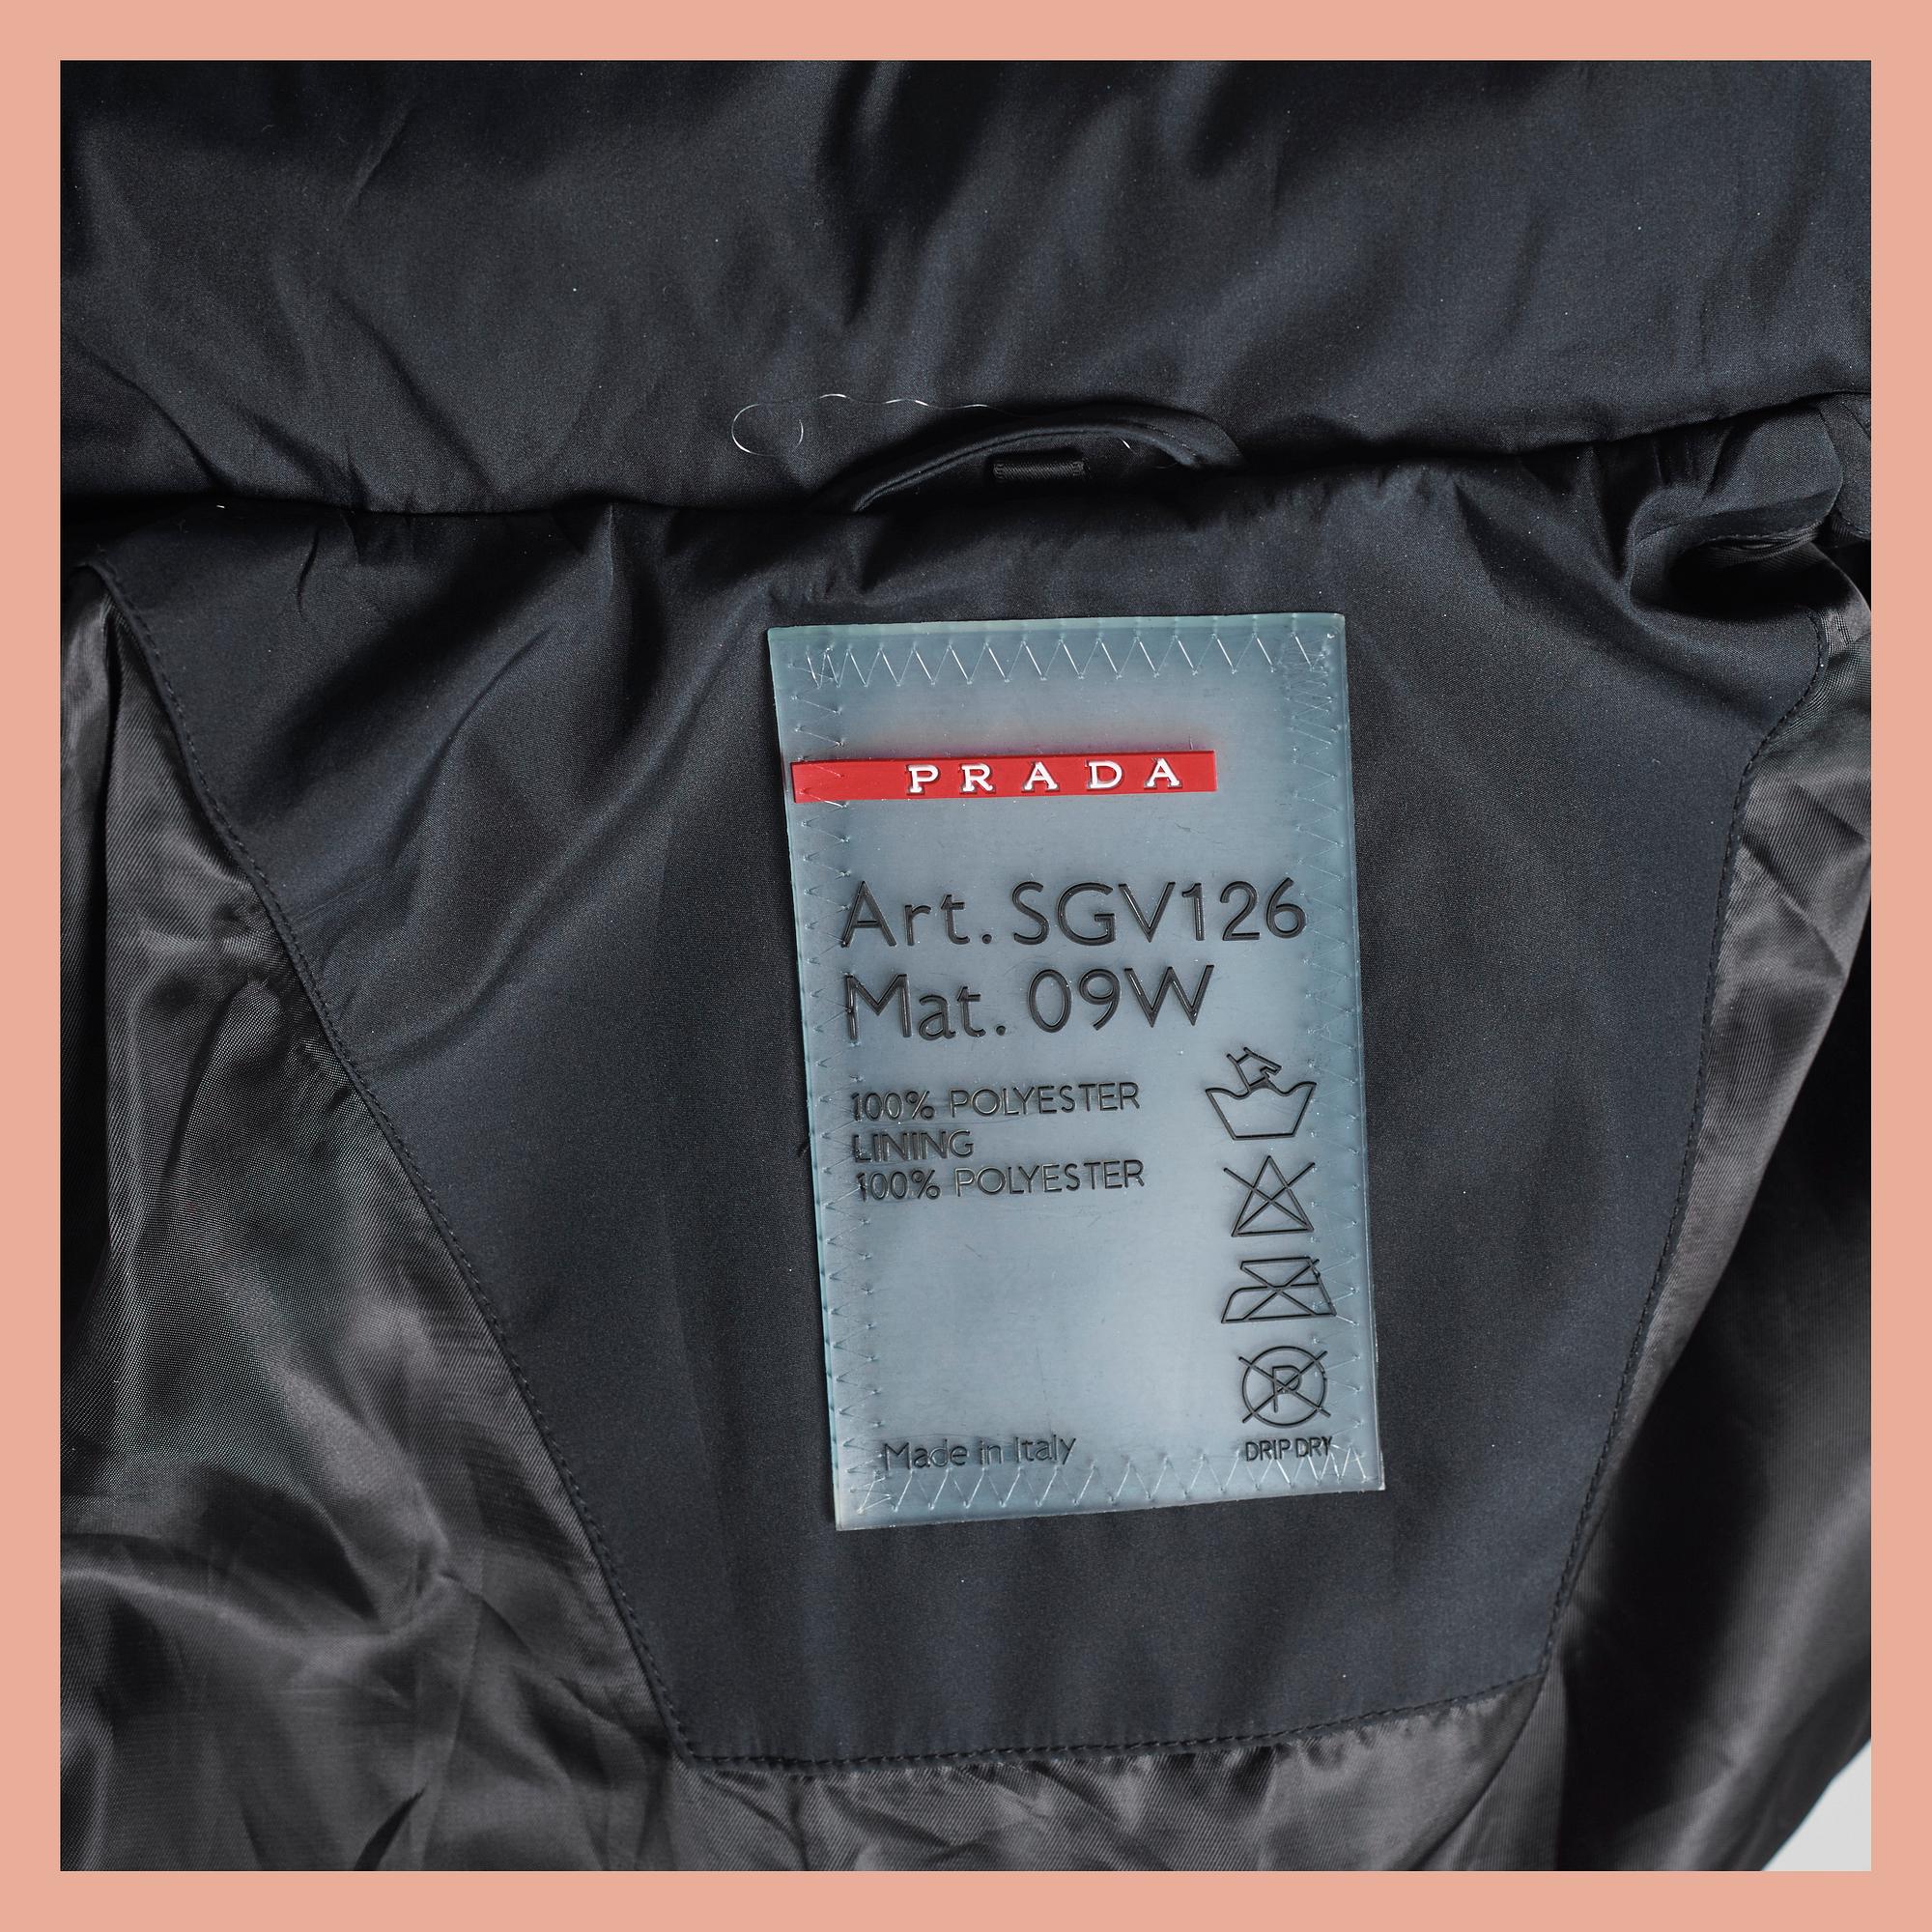 PRADA
Art. SGV126
Mat. 09W
100% POLYESTER
LINING
100% POLYESTER
P
Made in Italy
DRIP DRY